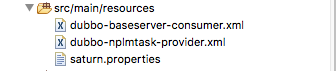 src/main/resources
dubbo-baseserver-consumer.xml
dubbo-nplmtask-provider.xml
saturn.properties